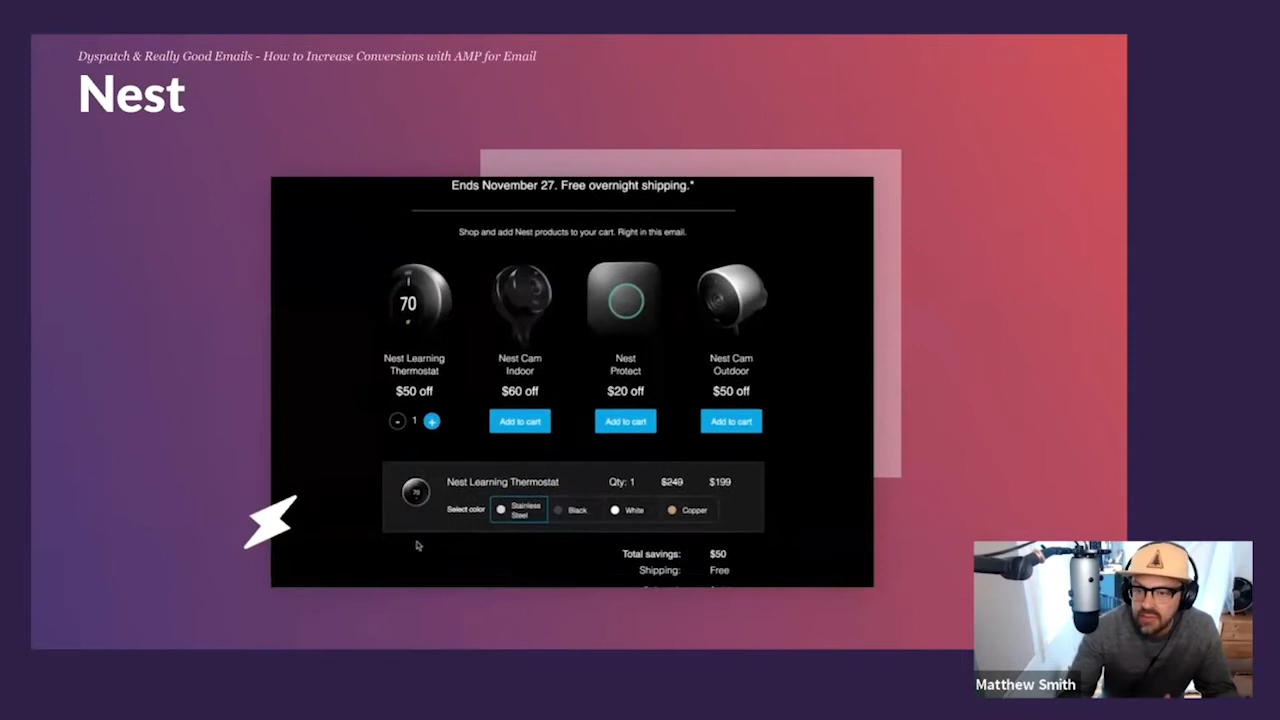 Dyspatch & Really Good Emails - How to Increase Conversions with AMP for Email
Nest
Ends November 27. Free overnight shipping.*
Shop and add Nest products to your cart. Right in this email.
70
Nest Learning Thermostat
Nest Cam Indoor
Nest Protect
Nest Cam Outdoor
$50 off
$60 off
$20 off
$50 off
- 1 +
Add to cart
Add to cart
Add to cart
70
Nest Learning Thermostat
Qty: 1
$249
$199
Select color
Stainless Steel
Black
White
Copper
Total savings: $50
Shipping: Free
Matthew Smith